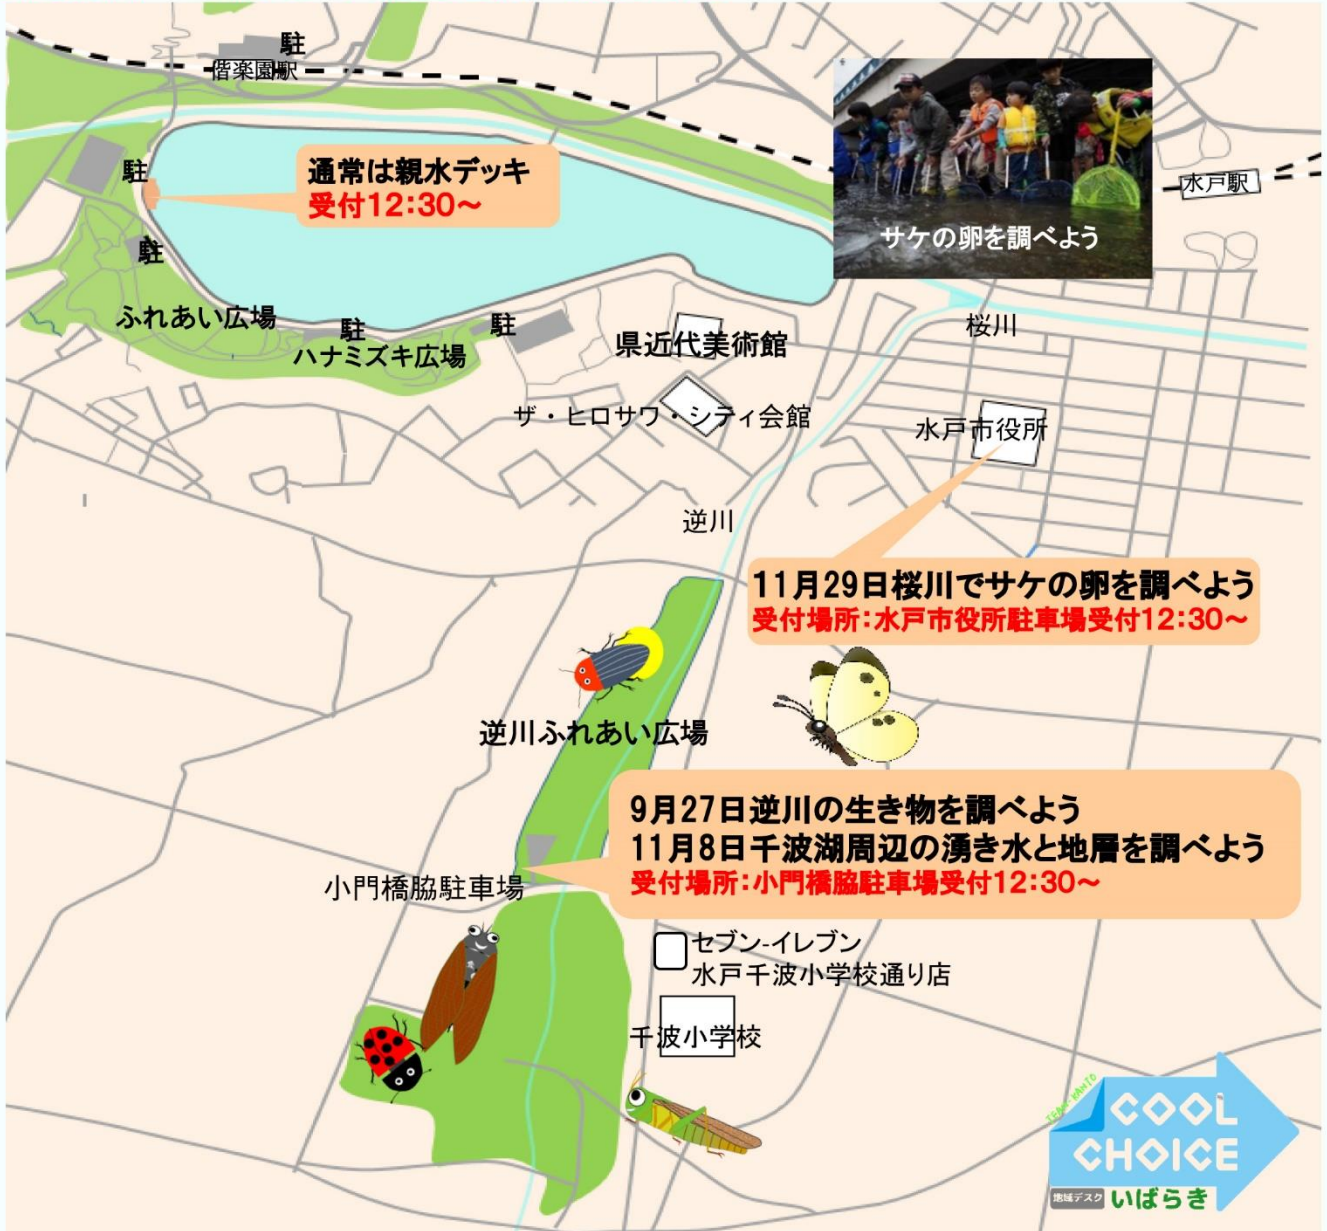 駐
偕楽園駅
駐
通常は親水デッキ
受付12:30～
水戸駅
サケの卵を調べよう
駐
ふれあい広場
駐
ハナミズキ広場
駐
桜川
県近代美術館
ザ・ヒロサワ・シティ会館
水戸市役所
逆川
11月29日桜川でサケの卵を調べよう
受付場所:水戸市役所駐車場受付12:30～
逆川ふれあい広場
9月27日逆川の生き物を調べよう
11月8日千波湖周辺の湧き水と地層を調べよう
受付場所:小門橋脇駐車場受付12:30～
小門橋脇駐車場
セブン-イレブン
水戸千波小学校通り店
千波小学校
TEAM-KANTO
COOL
CHOICE
地域デスク いばらき